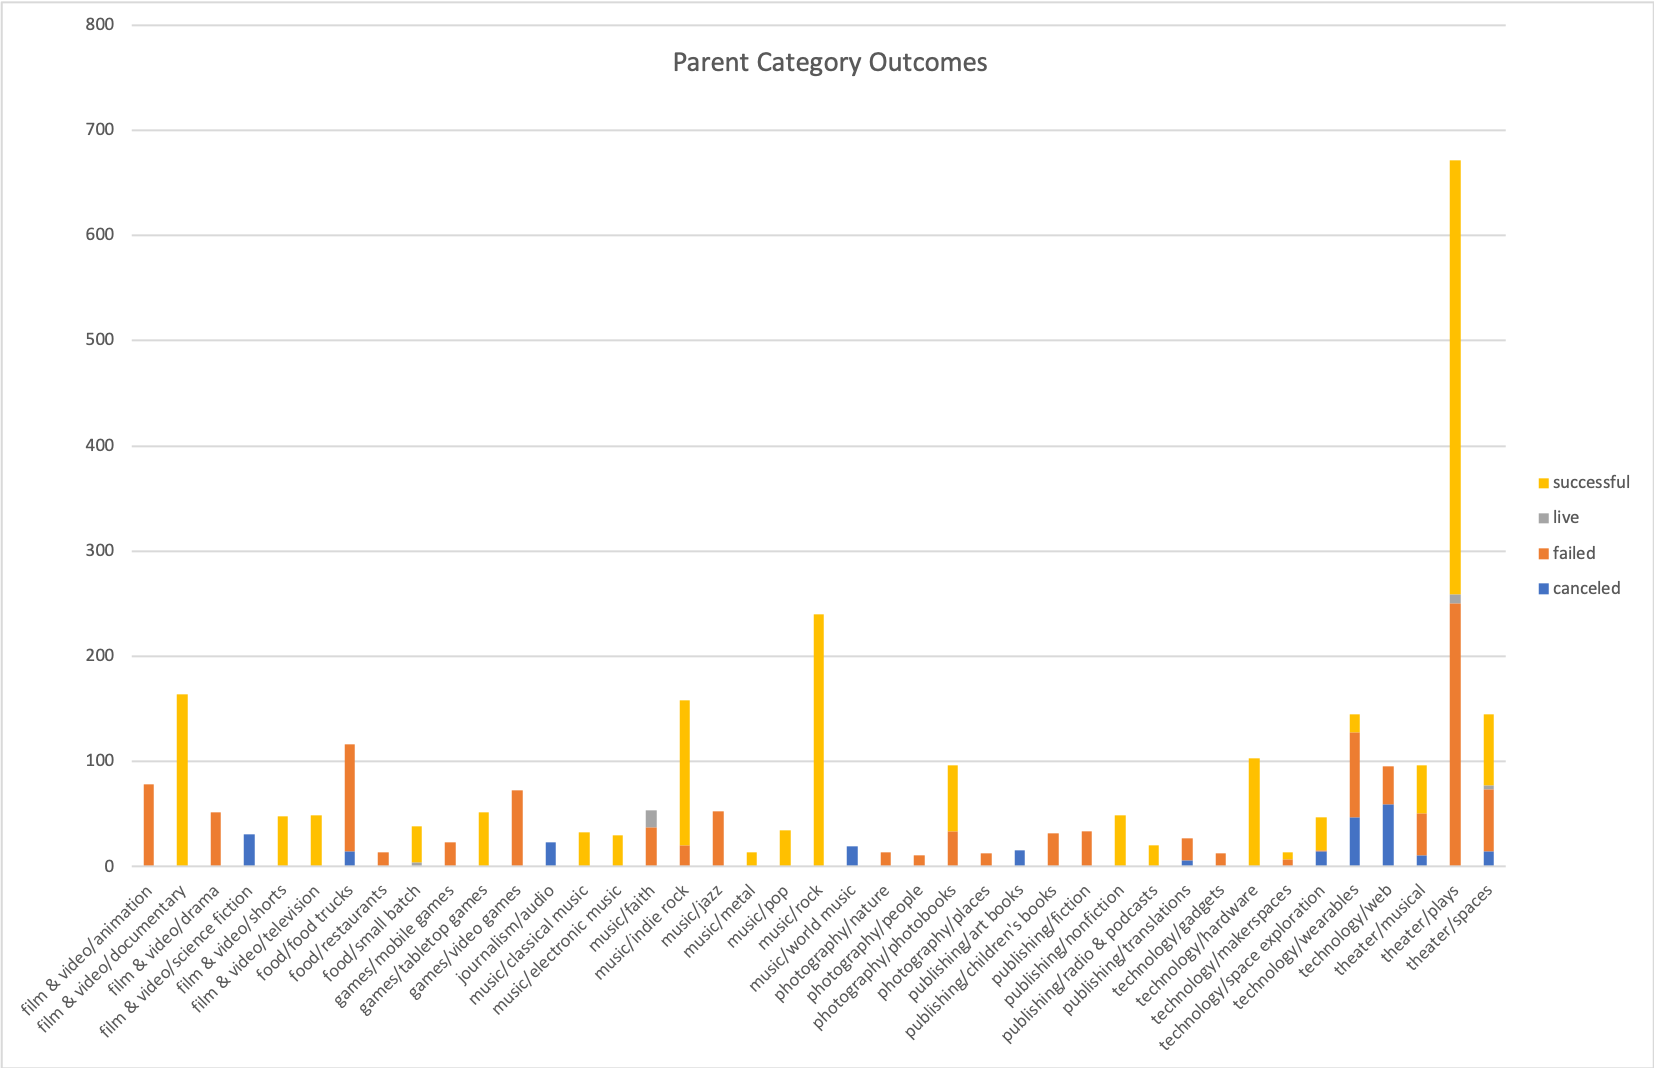 Parent Category Outcomes
800
700
600
500
400
300
200
100
0
film & video/animation
film & video/documentary
film & video/drama
film & video/science fiction
film & video/shorts
film & video/television
food/food trucks
food/restaurants
food/small batch
games/mobile games
games/tabletop games
games/video games
journalism/audio
music/classical music
music/electronic music
music/faith
music/indie rock
music/jazz
music/metal
music/pop
music/rock
music/world music
photography/nature
photography/people
photography/photobooks
photography/places
publishing/art books
publishing/children's books
publishing/fiction
publishing/nonfiction
publishing/radio & podcasts
publishing/translations
technology/gadgets
technology/hardware
technology/makerspaces
technology/space exploration
technology/wearables
technology/web
theater/musical
theater/plays
theater/spaces
successful
live
failed
canceled